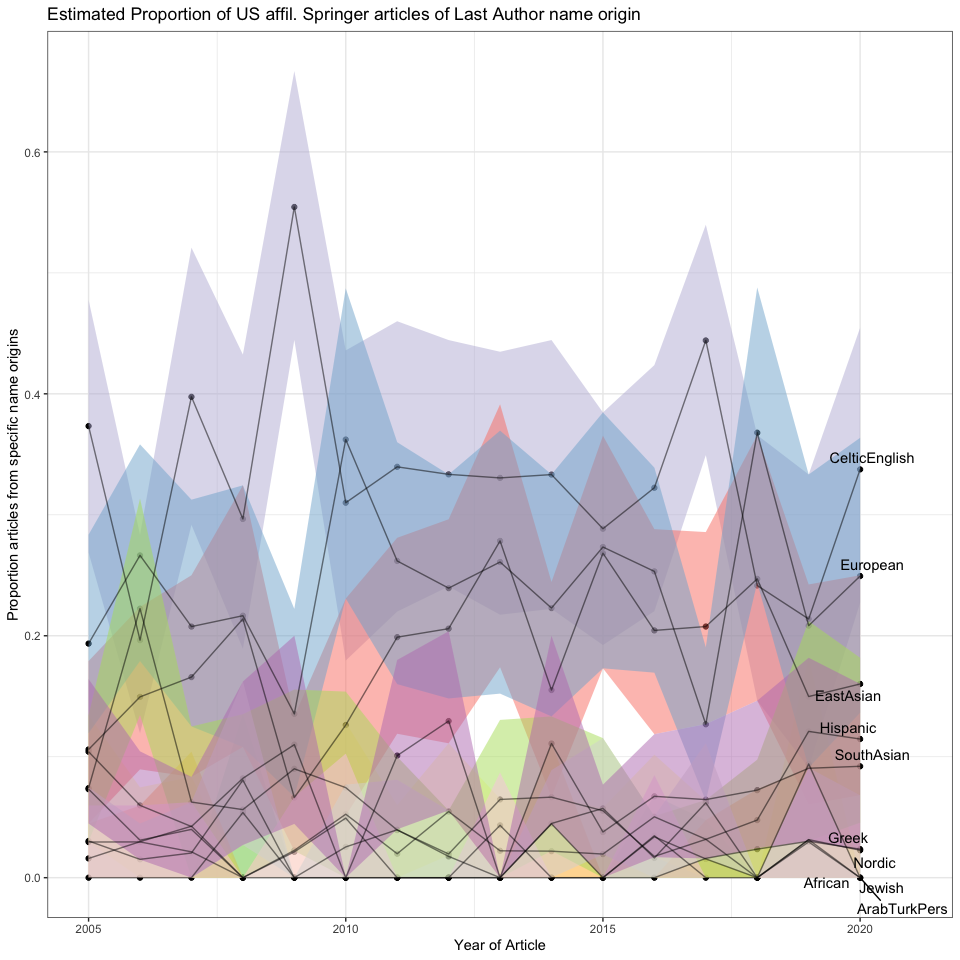 Estimated Proportion of US affil. Springer articles of Last Author name origin
Proportion articles from specific name origins
0.6
0.4
0.2
0.0
CelticEnglish
European
EastAsian
Hispanic
SouthAsian
Greek
Nordic
African
Jewish
ArabTurkPers
2005
2010
2015
2020
Year of Article